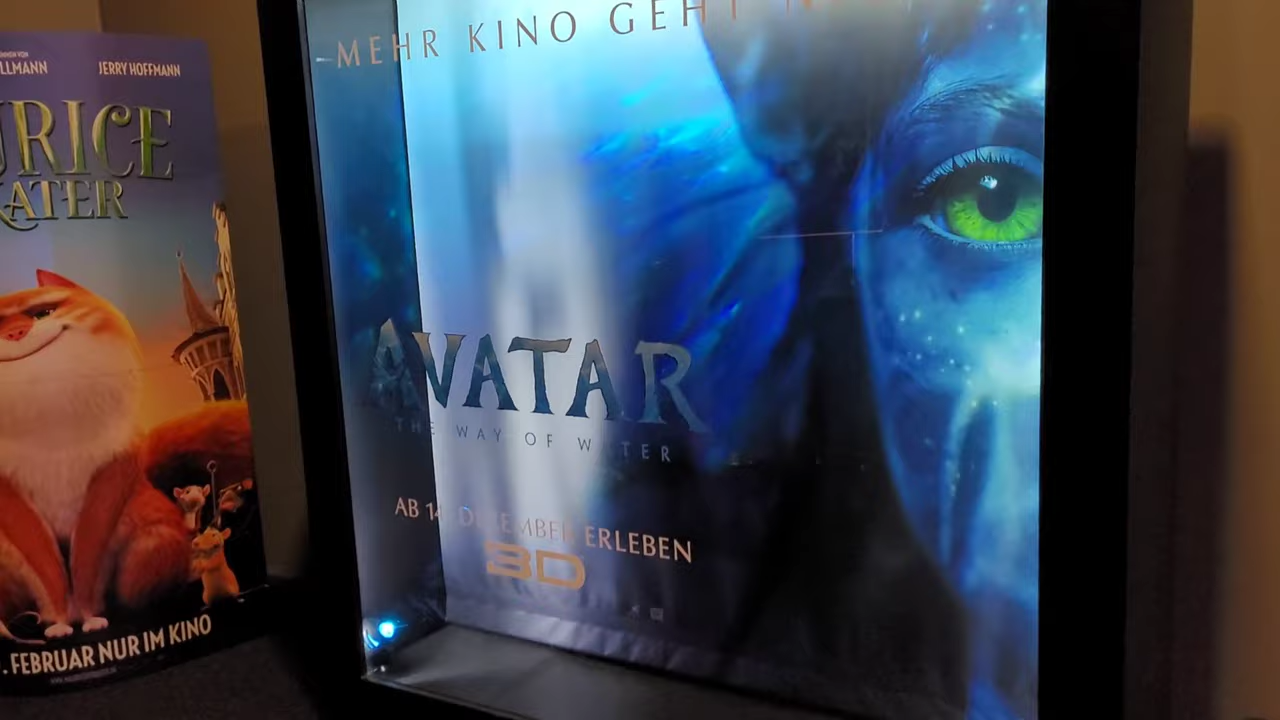 LLMANN
JERRY HOFFMANN
URICE
KATER
. FEBRUAR NUR IM KINO
MEHR KINO GEHT
AVATAR
THE WAY OF WATER
AB 14. DEZEMBER ERLEBEN
3D